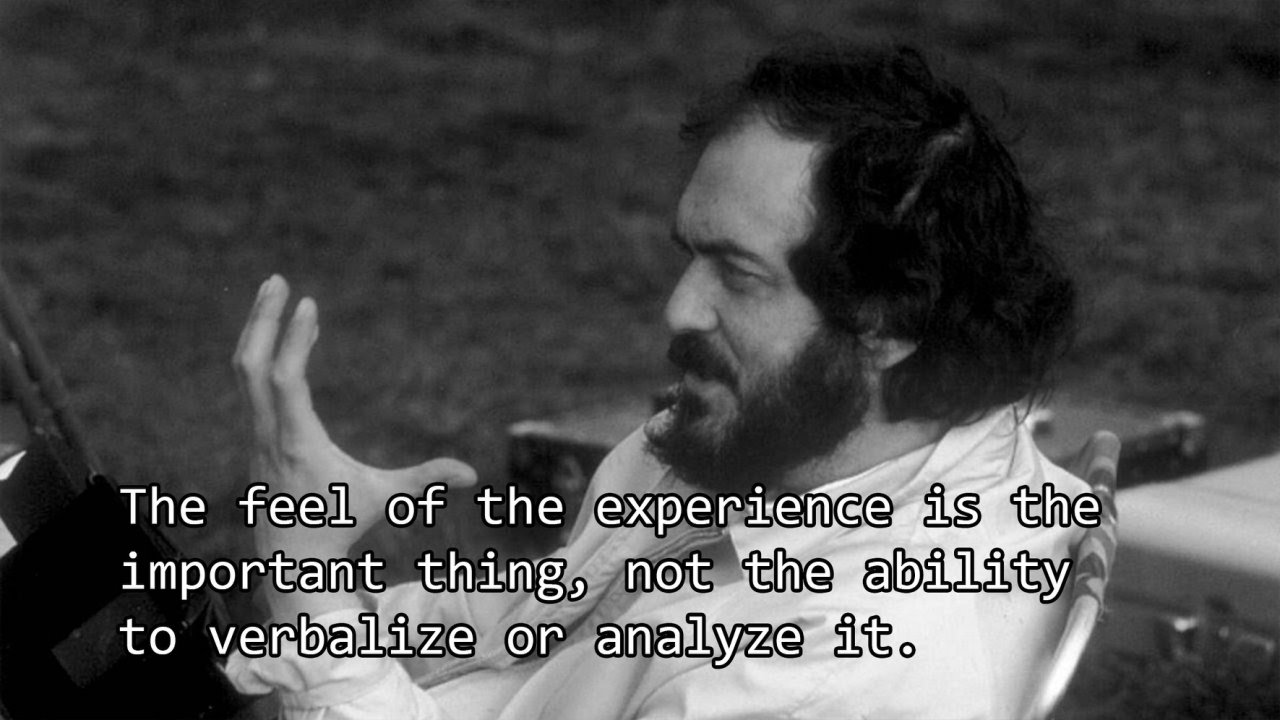 The feel of the experience is the
important thing, not the ability
to verbalize or analyze it.